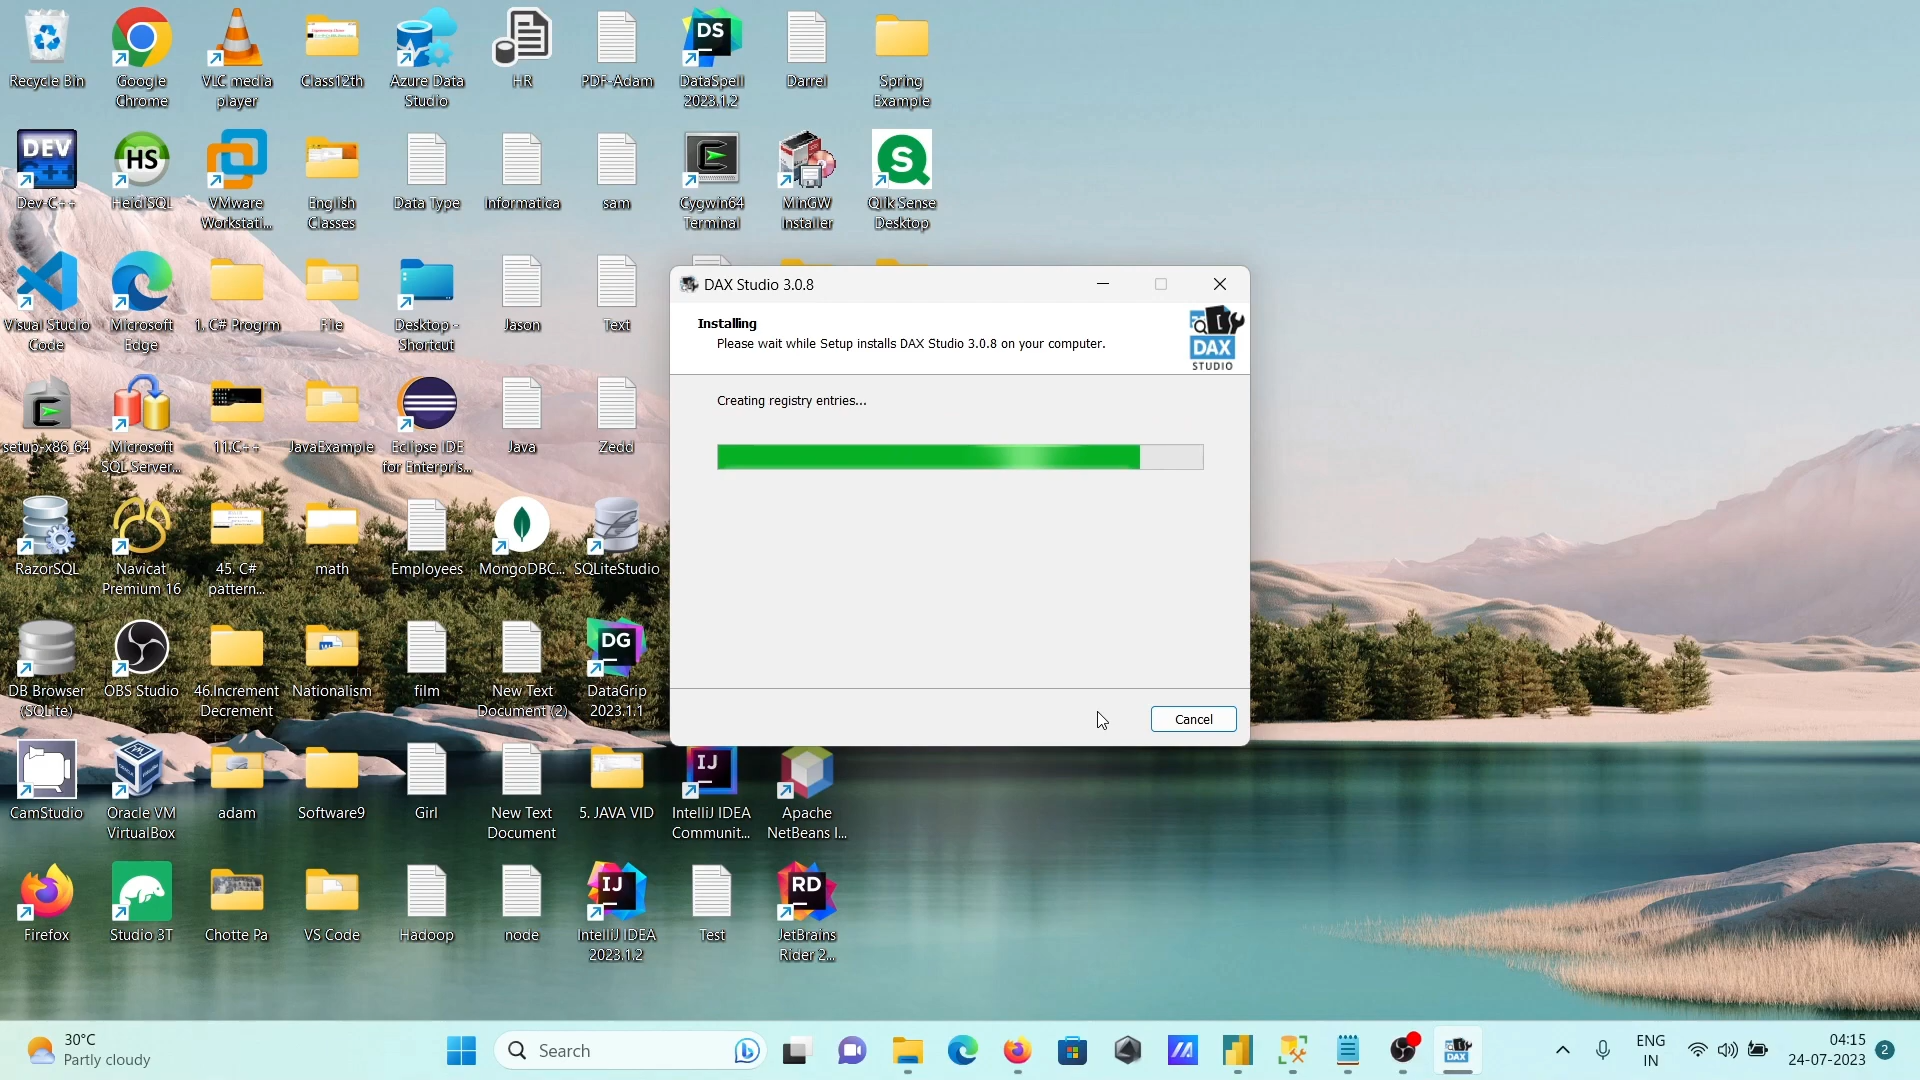 Recycle Bin
Google
Chrome
VLC media
player
Class12th
Azure Data
Studio
HR
PDF-Adam
DS
DataSpell
2023.1.2
Darrel
Spring
Example
DEV
C++
Dev-C++
HS
HeidiSQL
VMware
Workstati...
English
Classes
Data Type
Informatica
sam
Cygwin64
Terminal
MinGW
Installer
S
Qlik Sense
Desktop
Visual Studio
Code
Microsoft
Edge
1. C# Progrm
File
Desktop -
Shortcut
Jason
Text
setup-x86_64
Microsoft
SQL Server...
11.C++
JavaExample
Eclipse IDE
for Enterpris...
Java
Zedd
RazorSQL
Navicat
Premium 16
45. C#
pattern...
math
Employees
MongoDBC...
SQLiteStudio
DB Browser
(SQLite)
OBS Studio
46.Increment
Decrement
Nationalism
film
New Text
Document (2)
DG
DataGrip
2023.1.1
CamStudio
Oracle VM
VirtualBox
adam
Software9
Girl
New Text
Document
5. JAVA VID
IJ
IntelliJ IDEA
Communit...
Apache
NetBeans I...
Firefox
Studio 3T
Chotte Pa
VS Code
Hadoop
node
IJ
IntelliJ IDEA
2023.1.2
Test
RD
JetBrains
Rider 2...
DAX Studio 3.0.8
Installing
Please wait while Setup installs DAX Studio 3.0.8 on your computer.
DAX
STUDIO
Creating registry entries...
Cancel
30°C
Partly cloudy
Search
DAX
ENG
IN
04:15
24-07-2023
2